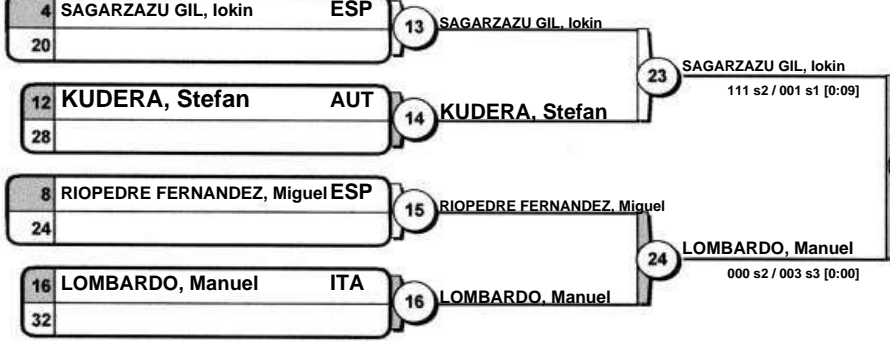 4 SAGARZAZU GIL, Iokin ESP
20
13 SAGARZAZU GIL, Iokin
23 SAGARZAZU GIL, Iokin
111 s2 / 001 s1 [0:09]
12 KUDERA, Stefan AUT
28
14 KUDERA, Stefan
8 RIOPEDRE FERNANDEZ, Miguel ESP
24
15 RIOPEDRE FERNANDEZ, Miguel
24 LOMBARDO, Manuel
000 s2 / 003 s3 [0:00]
16 LOMBARDO, Manuel ITA
32
16 LOMBARDO, Manuel